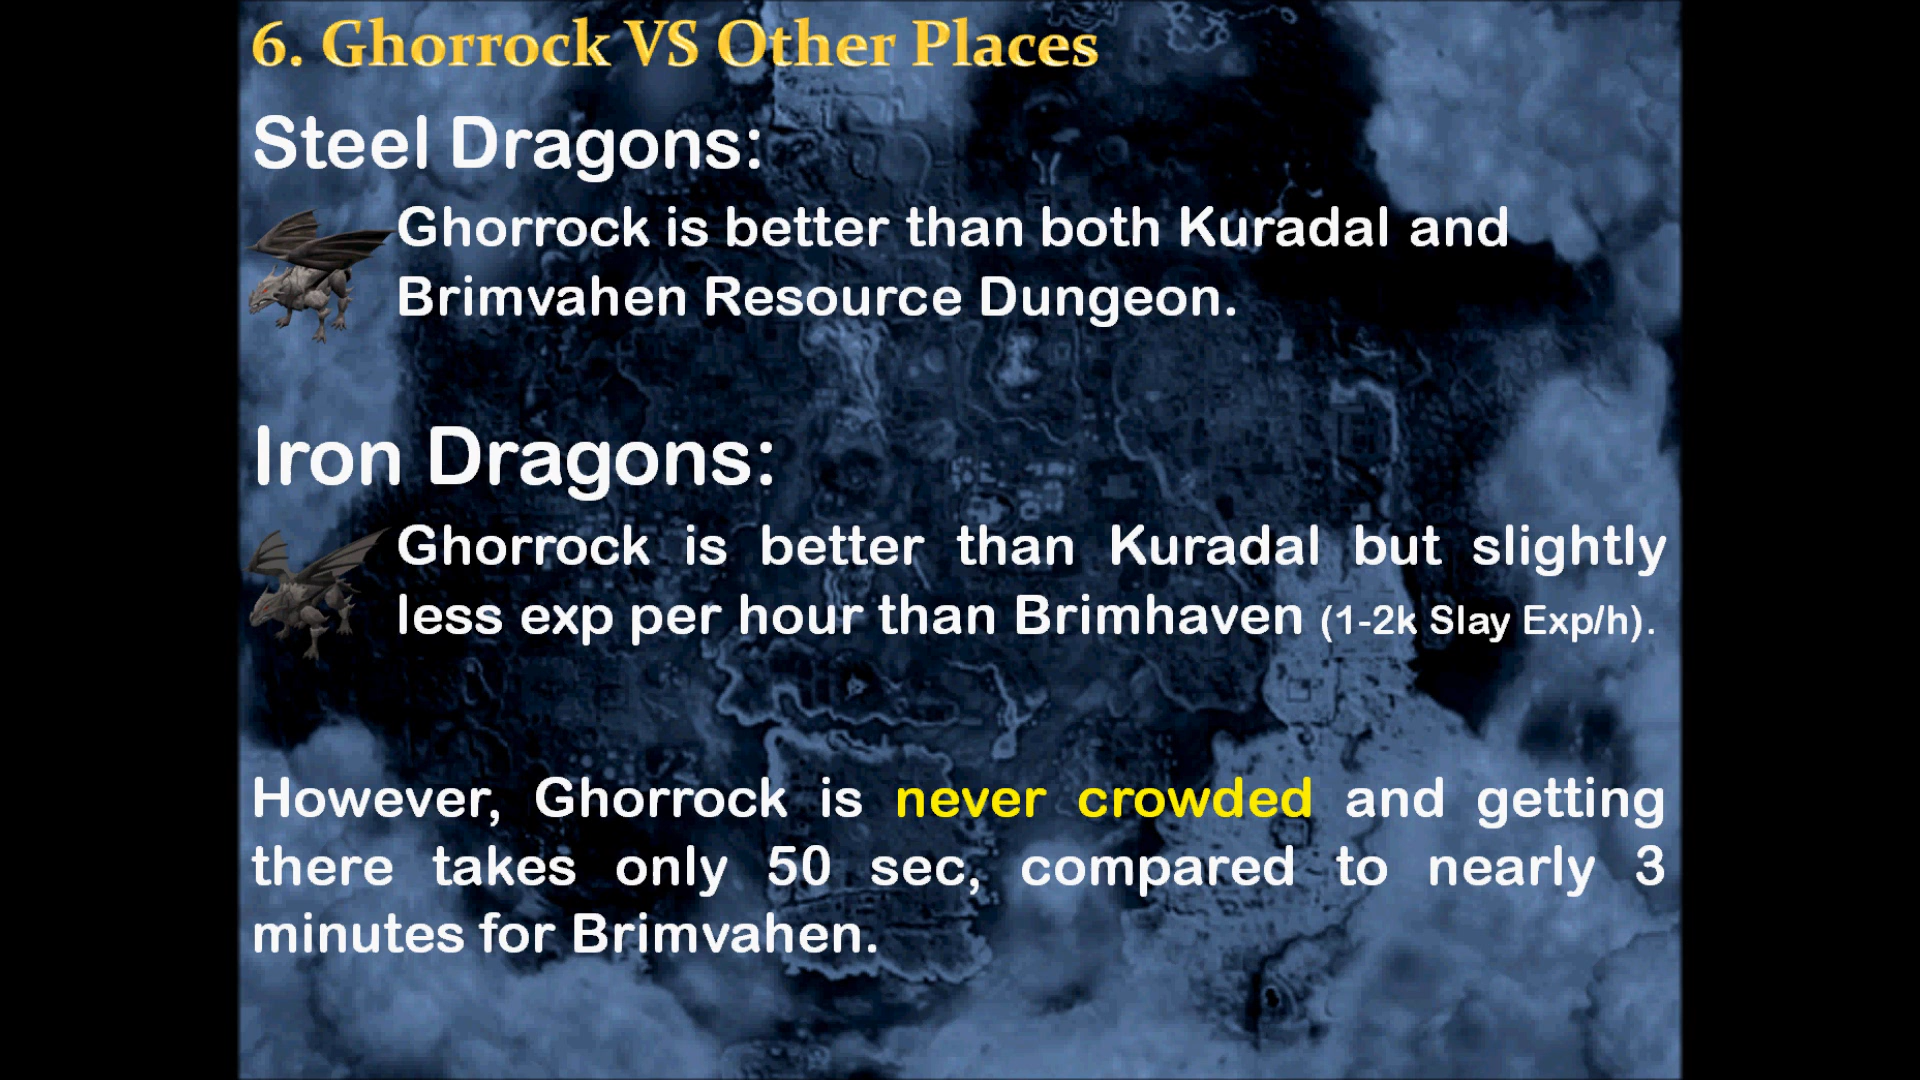 6. Ghorrock VS Other Places
Steel Dragons:
Ghorrock is better than both Kuradal and
Brimvahen Resource Dungeon.
Iron Dragons:
Ghorrock is better than Kuradal but slightly
less exp per hour than Brimhaven (1-2k Slay Exp/h).
However, Ghorrock is never crowded and getting
there takes only 50 sec, compared to nearly 3
minutes for Brimvahen.